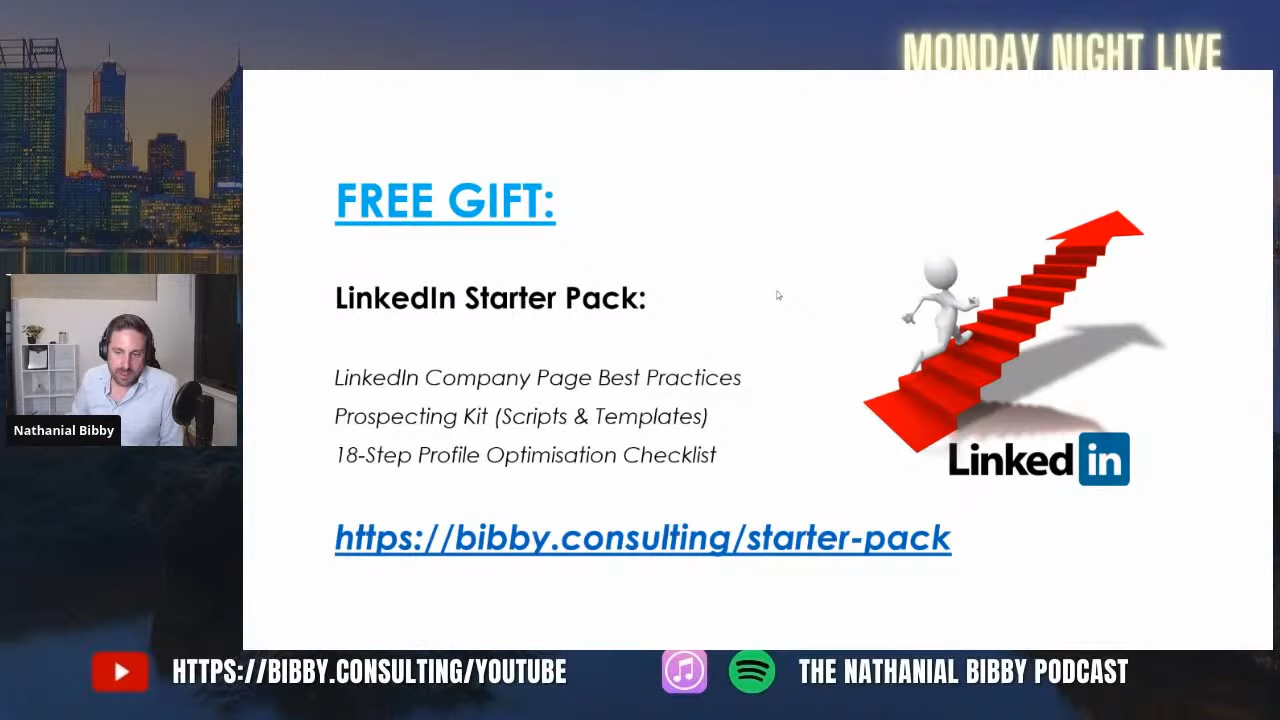 MONDAY NIGHT LIVE
FREE GIFT:
LinkedIn Starter Pack:
LinkedIn Company Page Best Practices
Prospecting Kit (Scripts & Templates)
18-Step Profile Optimisation Checklist
https://bibby.consulting/starter-pack
Linked in
Nathanial Bibby
HTTPS://BIBBY.CONSULTING/YOUTUBE
THE NATHANIAL BIBBY PODCAST